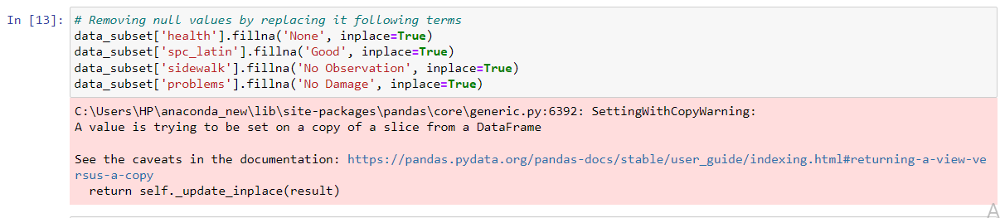 In [13]: # Removing null values by replacing it following terms
data_subset['health'].fillna('None', inplace=True)
data_subset['spc_latin'].fillna('Good', inplace=True)
data_subset['sidewalk'].fillna('No Observation', inplace=True)
data_subset['problems'].fillna('No Damage', inplace=True)
C:\Users\HP\anaconda_new\lib\site-packages\pandas\core\generic.py:6392: SettingWithCopyWarning:
A value is trying to be set on a copy of a slice from a DataFrame
See the caveats in the documentation: https://pandas.pydata.org/pandas-docs/stable/user_guide/indexing.html#returning-a-view-ve
rsus-a-copy
return self._update_inplace(result)
A